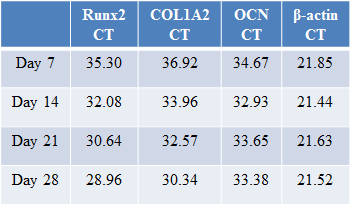 Runx2 CT COL1A2 CT OCN CT β-actin CT
Day 7 35.30 36.92 34.67 21.85
Day 14 32.08 33.96 32.93 21.44
Day 21 30.64 32.57 33.65 21.63
Day 28 28.96 30.34 33.38 21.52